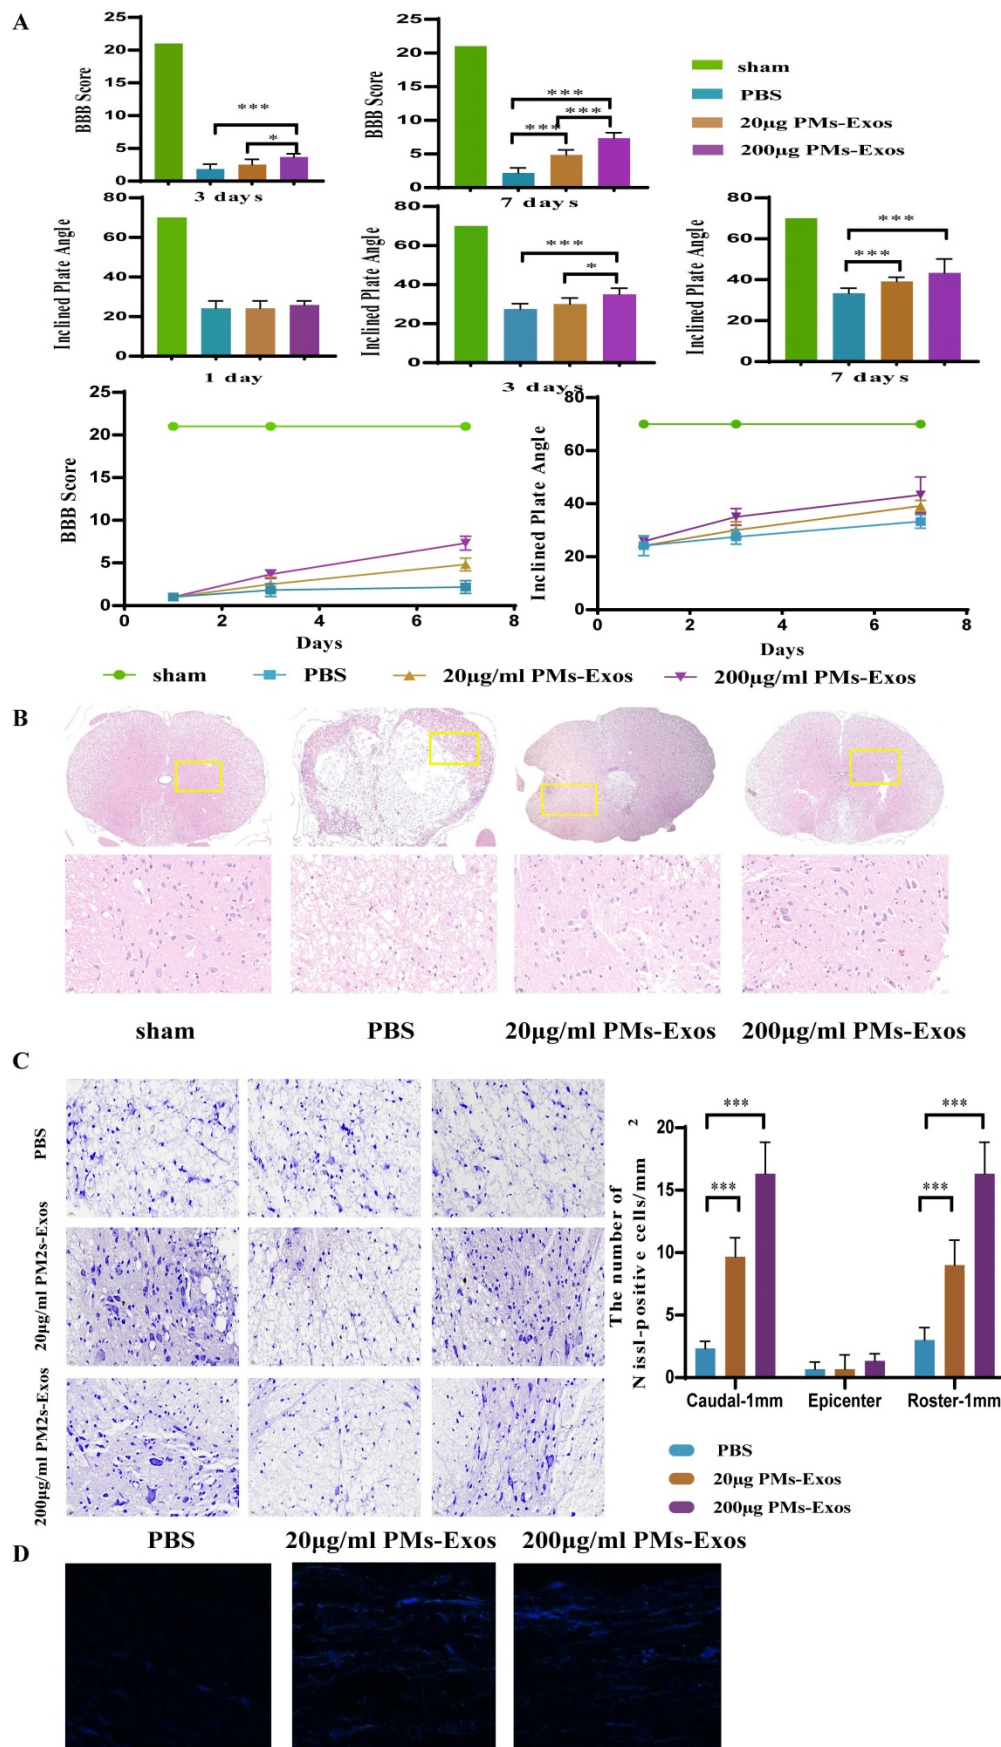 A
BBB Score
25
20
15
10
5
0
***
*
3 days
BBB Score
25
20
15
10
5
0
***
***
***
7 days
sham
PBS
20μg PMs-Exos
200μg PMs-Exos
Inclined Plate Angle
80
60
40
20
0
1 day
Inclined Plate Angle
80
60
40
20
0
***
*
3 days
Inclined Plate Angle
80
60
40
20
0
***
***
7 days
BBB Score
25
20
15
10
5
0
0 2 4 6 8
Days
Inclined Plate Angle
80
60
40
20
0
0 2 4 6 8
Days
sham PBS 20μg/ml PMs-Exos 200μg/ml PMs-Exos
B
sham PBS 20μg/ml PMs-Exos 200μg/ml PMs-Exos
C
PBS
20μg/ml PM2s-Exos
200μg/ml PM2s-Exos
The number of
Nissl-positive cells/mm
2
20
15
10
5
0
***
***
***
***
Caudal-1mm Epicenter Roster-1mm
PBS
20μg PMs-Exos
200μg PMs-Exos
PBS 20μg/ml PMs-Exos 200μg/ml PMs-Exos
D